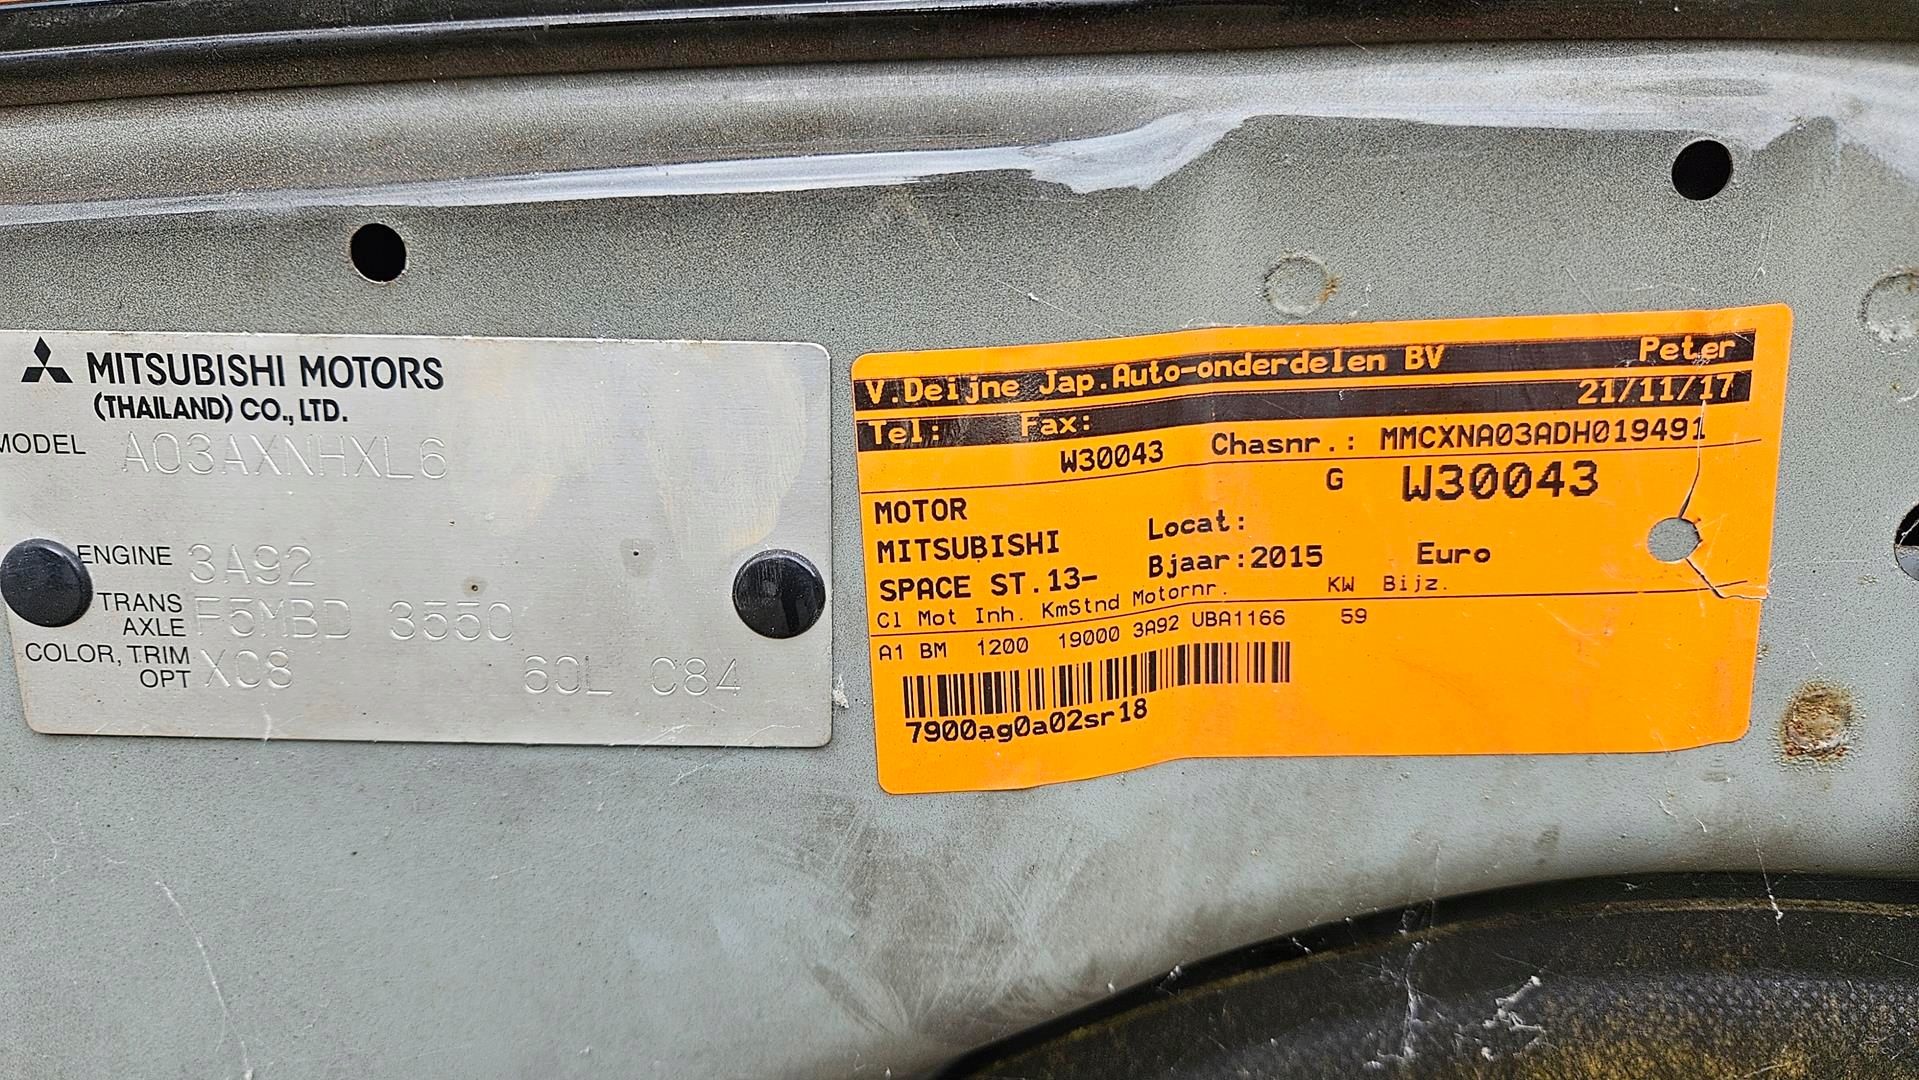 MITSUBISHI MOTORS
(THAILAND) CO., LTD.
MODEL A03AXNHXL6
ENGINE 3A92
TRANS
AXLE F5MBD 3550
COLOR, TRIM
OPT XC8 60L C84
V.Deijne Jap.Auto-onderdelen BV Peter
21/11/17
Tel: Fax:
W30043 Chasnr.: MMCXNA03ADH019491
G W30043
MOTOR
MITSUBISHI Locat:
SPACE ST.13- Bjaar:2015 Euro
Cl Mot Inh. KmStnd Motornr. KW Bijz.
A1 BM 1200 19000 3A92 UBA1166 59
7900ag0a02sr18